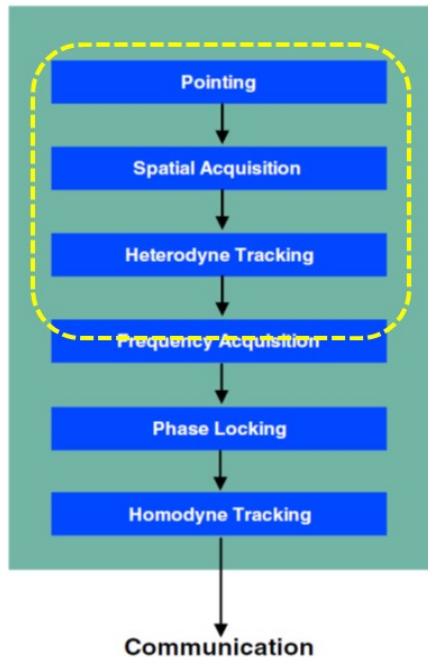 Pointing
Spatial Acquisition
Heterodyne Tracking
Frequency Acquisition
Phase Locking
Homodyne Tracking
Communication